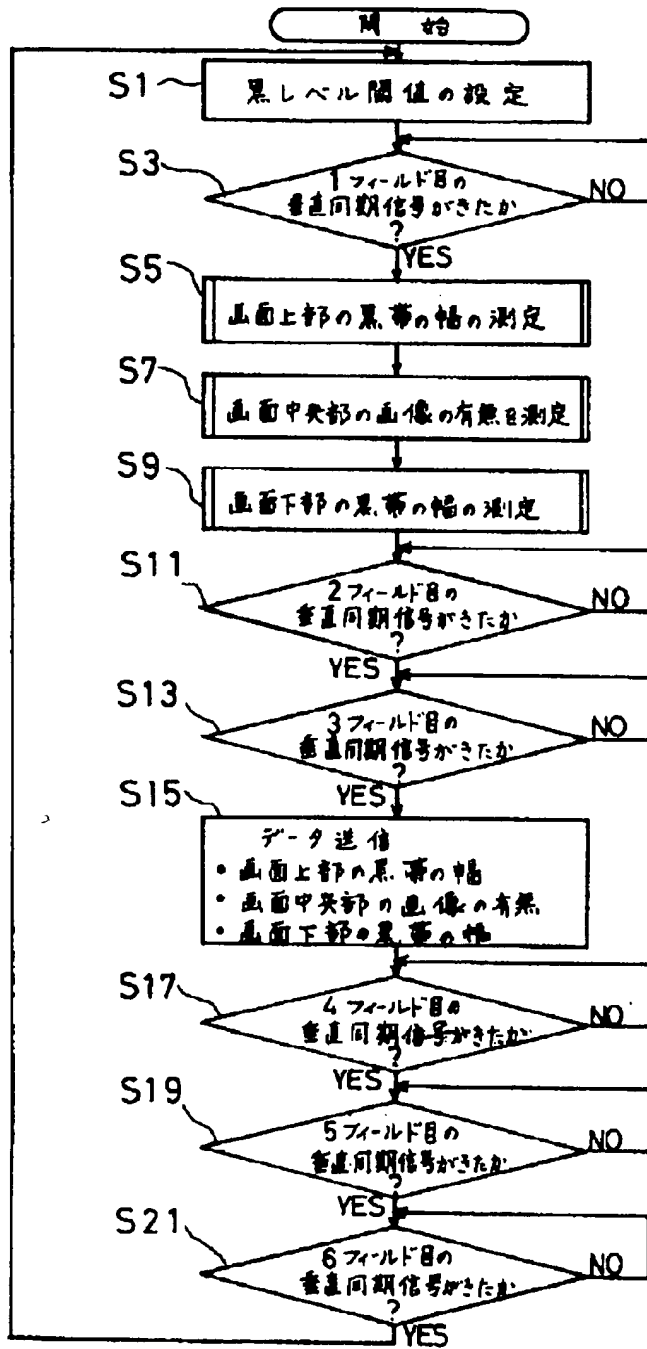 開始
S1
黒レベル閾値の設定
S3
1フィールド目の
垂直同期信号がきたか
?
NO
YES
S5
画面上部の黒帯の幅の測定
S7
画面中央部の画像の有無を測定
S9
画面下部の黒帯の幅の測定
S11
2フィールド目の
垂直同期信号がきたか
?
NO
YES
S13
3フィールド目の
垂直同期信号がきたか
?
NO
YES
S15
データ送信
• 画面上部の黒帯の幅
• 画面中央部の画像の有無
• 画面下部の黒帯の幅
S17
4フィールド目の
垂直同期信号がきたか
?
NO
YES
S19
5フィールド目の
垂直同期信号がきたか
?
NO
YES
S21
6フィールド目の
垂直同期信号がきたか
?
NO
YES